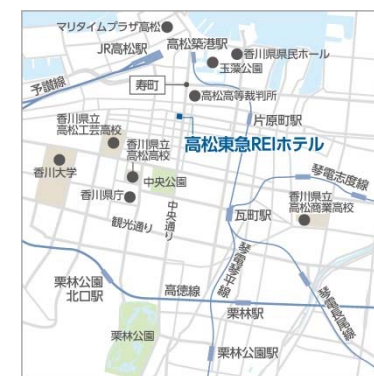 マリタイムプラザ高松
JR高松駅
高松築港駅
香川県県民ホール
玉藻公園
予讃線
寿町
高松高等裁判所
片原町駅
香川県立
高松工芸高校
高松東急REIホテル
香川県立
高松高校
香川大学
中央公園
琴電志度線
香川県庁
香川県立
高松商業高校
観光通り
中央通り
瓦町駅
琴電琴平線
栗林公園
北口駅
高徳線
栗林駅
琴電長尾線
栗林公園
栗林公園駅